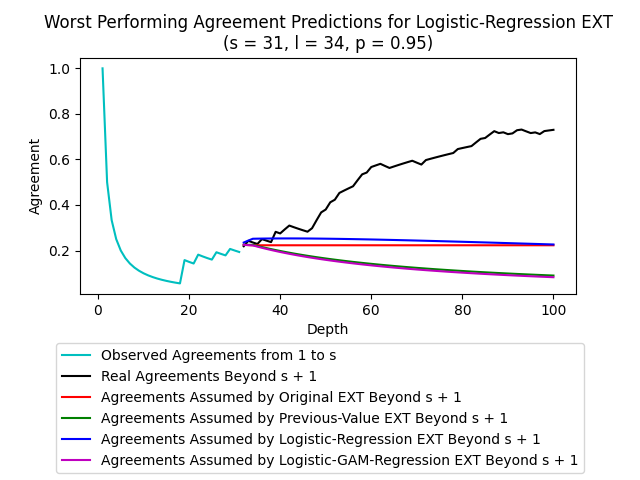 Worst Performing Agreement Predictions for Logistic-Regression EXT
(s = 31, l = 34, p = 0.95)
Agreement
1.0
0.8
0.6
0.4
0.2
0 20 40 60 80 100
Depth
Observed Agreements from 1 to s
Real Agreements Beyond s + 1
Agreements Assumed by Original EXT Beyond s + 1
Agreements Assumed by Previous-Value EXT Beyond s + 1
Agreements Assumed by Logistic-Regression EXT Beyond s + 1
Agreements Assumed by Logistic-GAM-Regression EXT Beyond s + 1